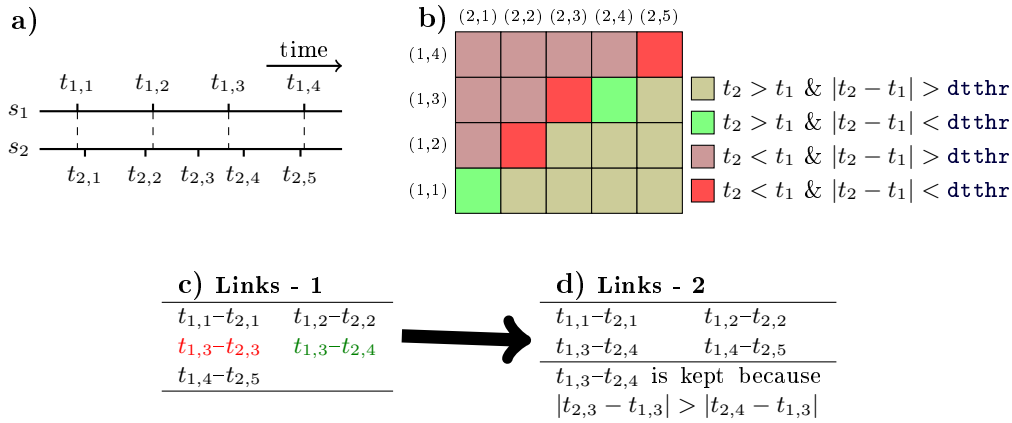 a)
time
t1,1 t1,2 t1,3 t1,4
s1
s2
t2,1 t2,2 t2,3 t2,4 t2,5
b) (2,1) (2,2) (2,3) (2,4) (2,5)
(1,4)
(1,3)
(1,2)
(1,1)
t2 > t1 & |t2 − t1| > dtthr
t2 > t1 & |t2 − t1| < dtthr
t2 < t1 & |t2 − t1| > dtthr
t2 < t1 & |t2 − t1| < dtthr
c) Links - 1
t1,1–t2,1 t1,2–t2,2
t1,3–t2,3 t1,3–t2,4
t1,4–t2,5
d) Links - 2
t1,1–t2,1 t1,2–t2,2
t1,3–t2,4 t1,4–t2,5
t1,3–t2,4 is kept because
|t2,3 − t1,3| > |t2,4 − t1,3|